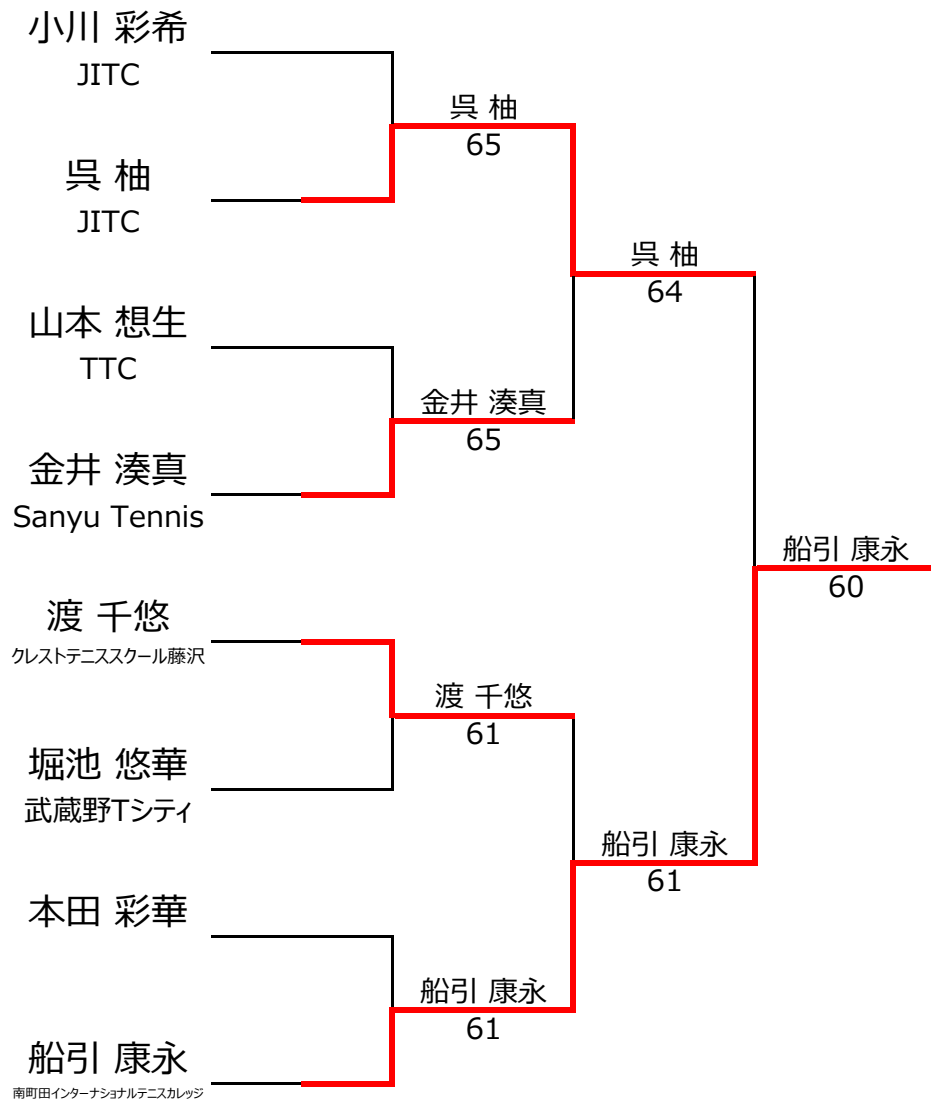 小川 彩希
JITC
呉 柚
65
呉 柚
JITC
呉 柚
64
山本 想生
TTC
金井 湊真
65
金井 湊真
Sanyu Tennis
船引 康永
60
渡 千悠
クレストテニススクール藤沢
渡 千悠
61
堀池 悠華
武蔵野Tシティ
船引 康永
61
本田 彩華
船引 康永
61
船引 康永
南町田インターナショナルテニスカレッジ